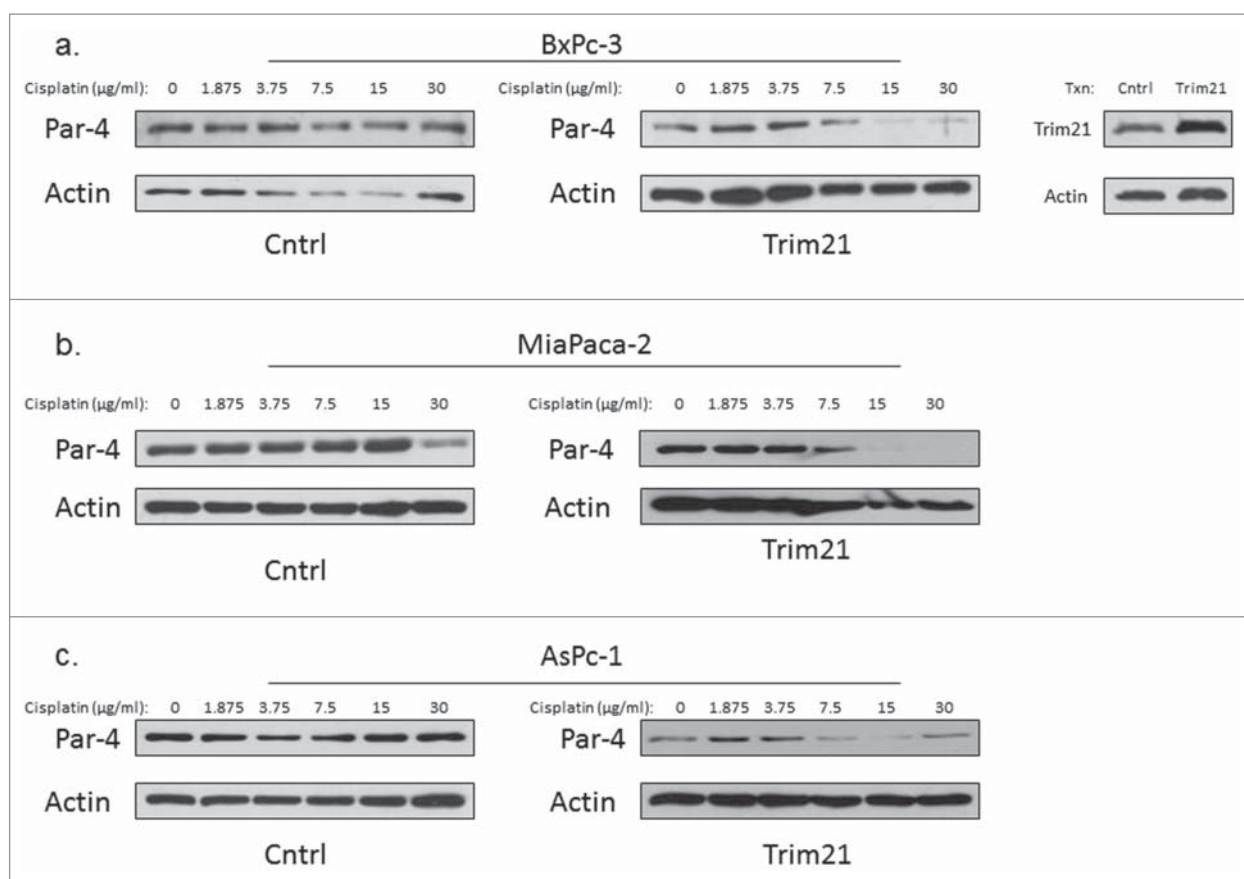 a.
BxPc-3
Cisplatin (µg/ml): 0 1.875 3.75 7.5 15 30
Par-4
Actin
Cntrl
Cisplatin (µg/ml): 0 1.875 3.75 7.5 15 30
Par-4
Actin
Trim21
Txn: Cntrl Trim21
Trim21
Actin
b.
MiaPaca-2
Cisplatin (µg/ml): 0 1.875 3.75 7.5 15 30
Par-4
Actin
Cntrl
Cisplatin (µg/ml): 0 1.875 3.75 7.5 15 30
Par-4
Actin
Trim21
c.
AsPc-1
Cisplatin (µg/ml): 0 1.875 3.75 7.5 15 30
Par-4
Actin
Cntrl
Cisplatin (µg/ml): 0 1.875 3.75 7.5 15 30
Par-4
Actin
Trim21